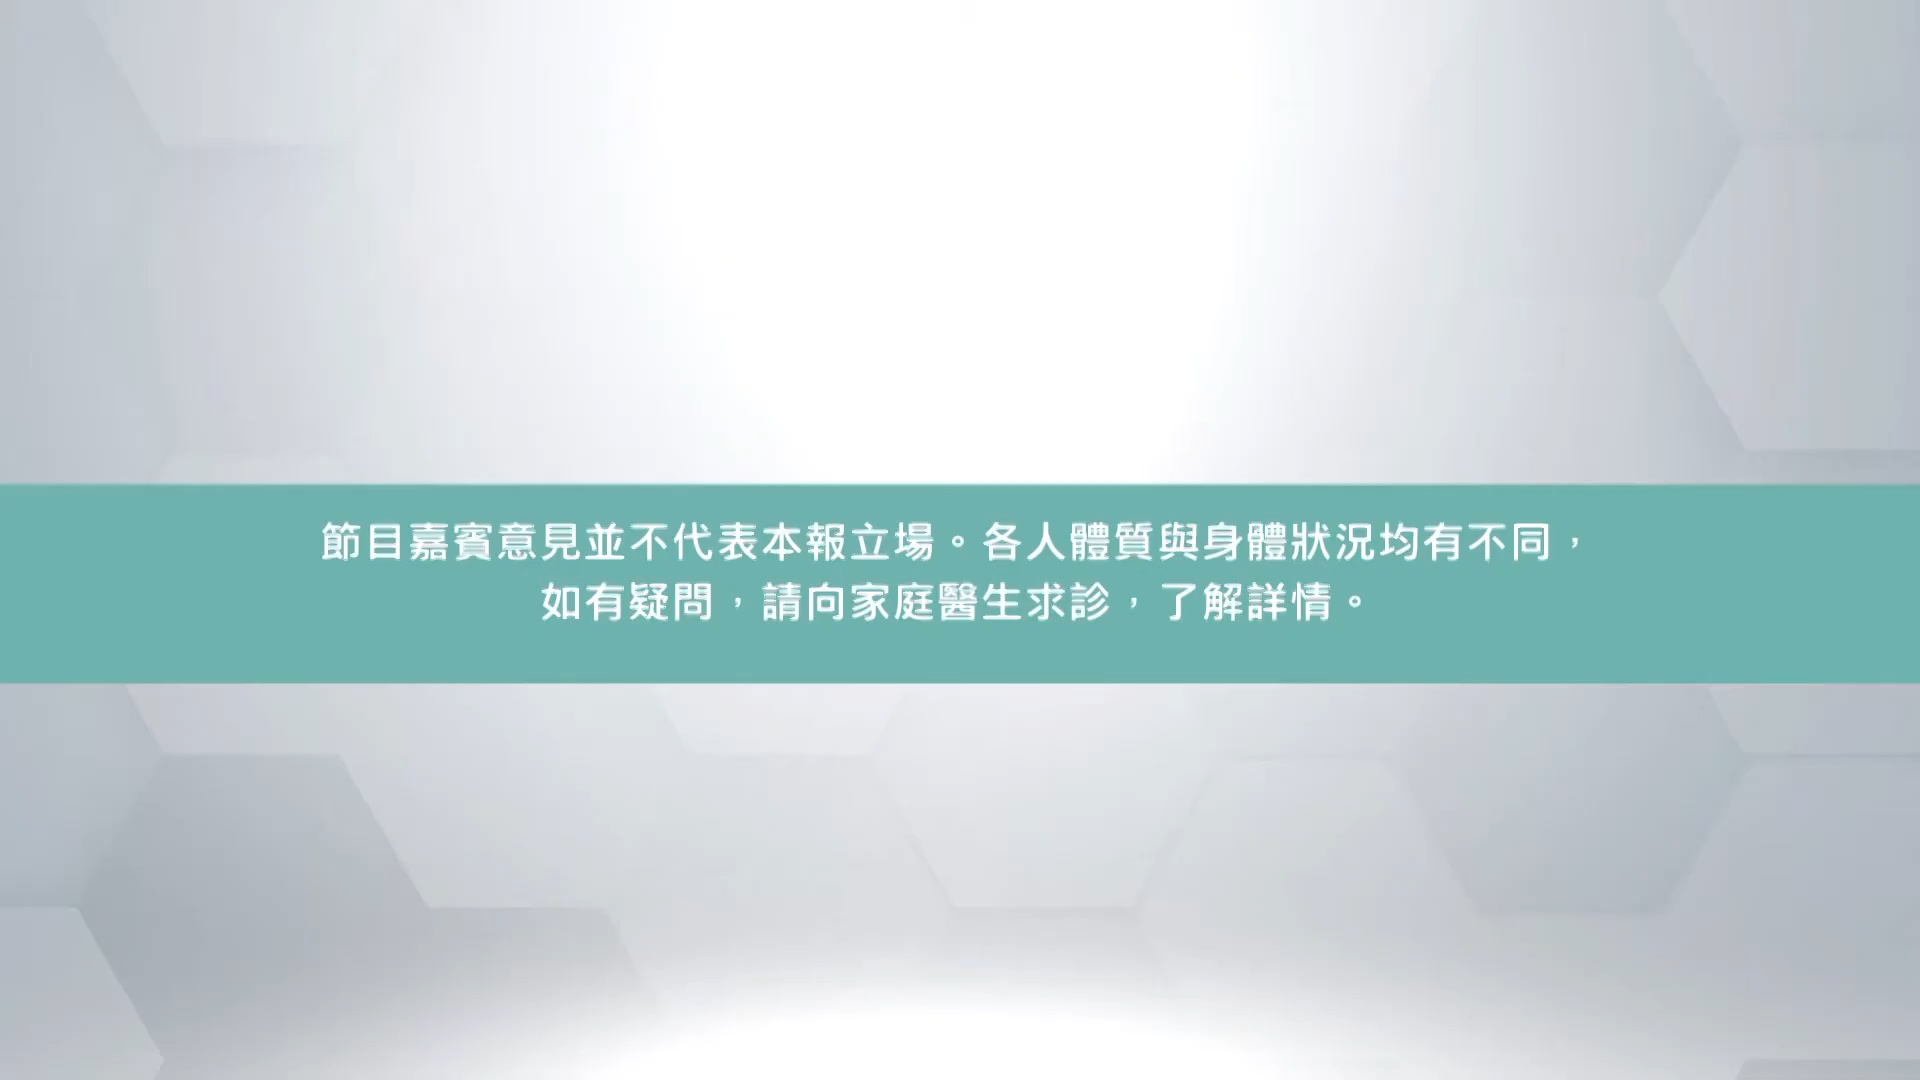 節目嘉賓意見並不代表本報立場。各人體質與身體狀況均有不同，
如有疑問，請向家庭醫生求診，了解詳情。